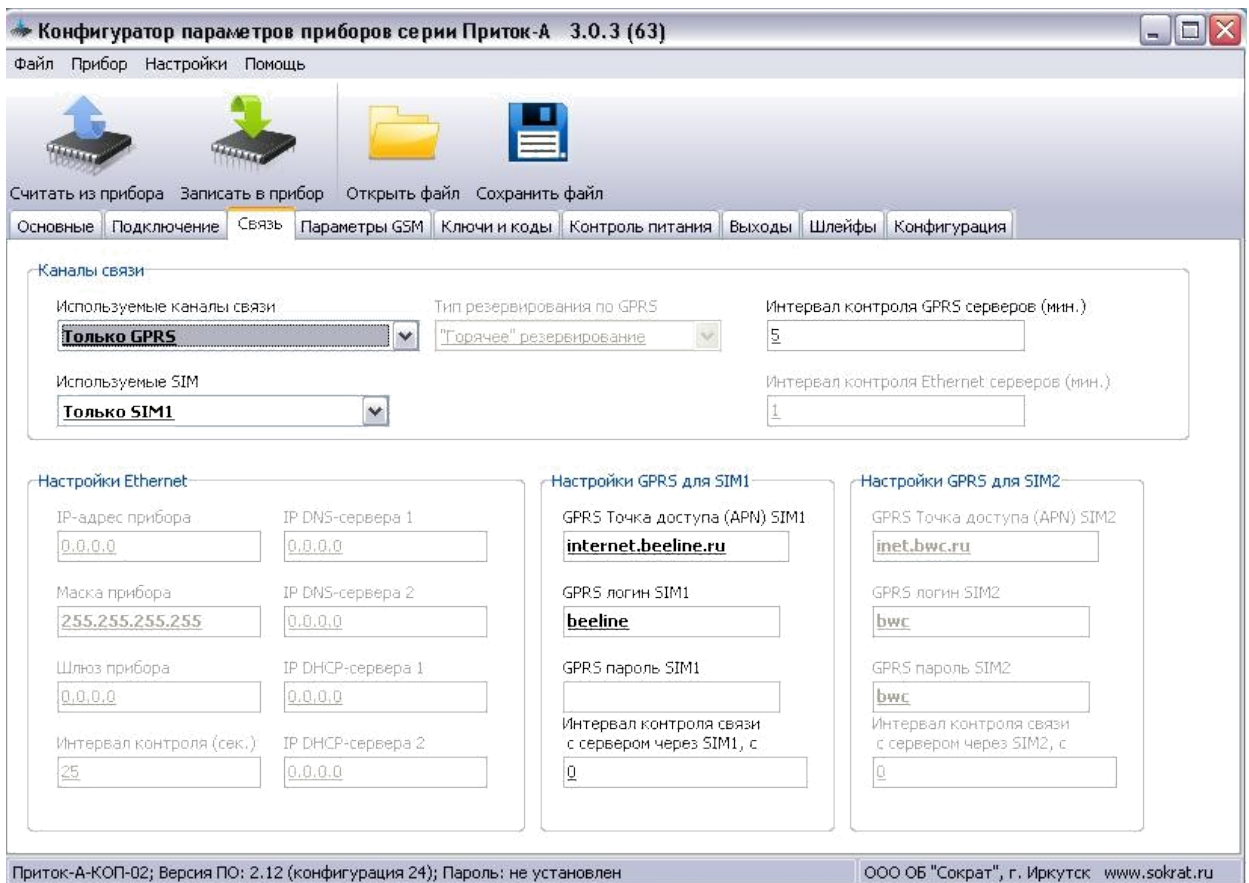 Конфигуратор параметров приборов серии Приток-А 3.0.3 (63)
Файл Прибор Настройки Помощь
Считать из прибора Записать в прибор Открыть файл Сохранить файл
Основные Подключение Связь Параметры GSM Ключи и коды Контроль питания Выходы Шлейфы Конфигурация
Каналы связи
Используемые каналы связи Тип резервирования по GPRS Интервал контроля GPRS серверов (мин.)
Только GPRS "Горячее" резервирование 5
Используемые SIM Интервал контроля Ethernet серверов (мин.)
Только SIM1 1
Настройки Ethernet Настройки GPRS для SIM1 Настройки GPRS для SIM2
IP-адрес прибора IP DNS-сервера 1 GPRS Точка доступа (APN) SIM1 GPRS Точка доступа (APN) SIM2
0.0.0.0 0.0.0.0 internet.beeline.ru inet.bwc.ru
Маска прибора IP DNS-сервера 2 GPRS логин SIM1 GPRS логин SIM2
255.255.255.255 0.0.0.0 beeline bwc
Шлюз прибора IP DHCP-сервера 1 GPRS пароль SIM1 GPRS пароль SIM2
0.0.0.0 0.0.0.0 bwc
Интервал контроля связи Интервал контроля связи
Интервал контроля (сек.) IP DHCP-сервера 2 с сервером через SIM1, с с сервером через SIM2, с
25 0.0.0.0 0 0
Приток-А-КОП-02; Версия ПО: 2.12 (конфигурация 24); Пароль: не установлен ООО ОБ "Сократ", г. Иркутск www.sokrat.ru